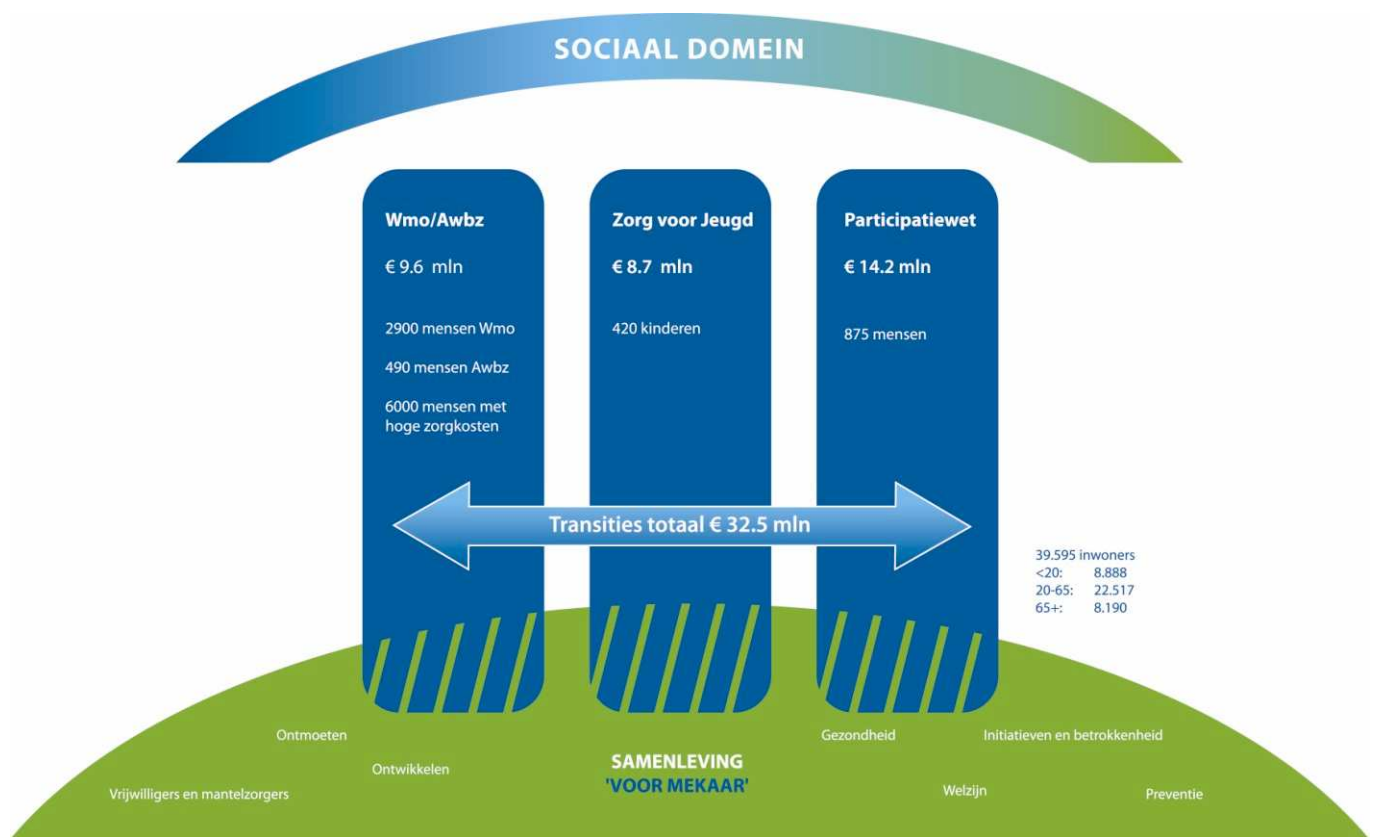 SOCIAAL DOMEIN
Wmo/Awbz
€ 9.6 mln
2900 mensen Wmo
490 mensen Awbz
6000 mensen met
hoge zorgkosten
Zorg voor Jeugd
€ 8.7 mln
420 kinderen
Participatiewet
€ 14.2 mln
875 mensen
Transities totaal € 32.5 mln
39.595 inwoners
<20: 8.888
20-65: 22.517
65+: 8.190
Ontmoeten
Ontwikkelen
Vrijwilligers en mantelzorgers
SAMENLEVING
'VOOR MEKAAR'
Gezondheid
Initiatieven en betrokkenheid
Welzijn
Preventie